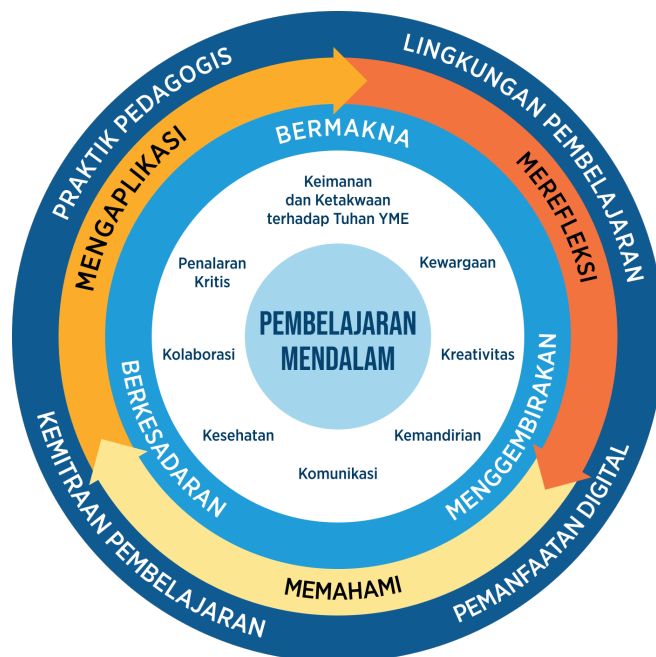 PRAKTIK PEDAGOGIS
LINGKUNGAN PEMBELAJARAN
MENGAPLIKASI
MEREFLEKSI
BERMAKNA
Keimanan
dan Ketakwaan
terhadap Tuhan YME
Penalaran
Kritis
Kewargaan
PEMBELAJARAN
MENDALAM
Kolaborasi
Kreativitas
Kesehatan
Kemandirian
Komunikasi
BERKESADARAN
MENGGEMBIRAKAN
MEMAHAMI
KEMITRAAN PEMBELAJARAN
PEMANFAATAN DIGITAL